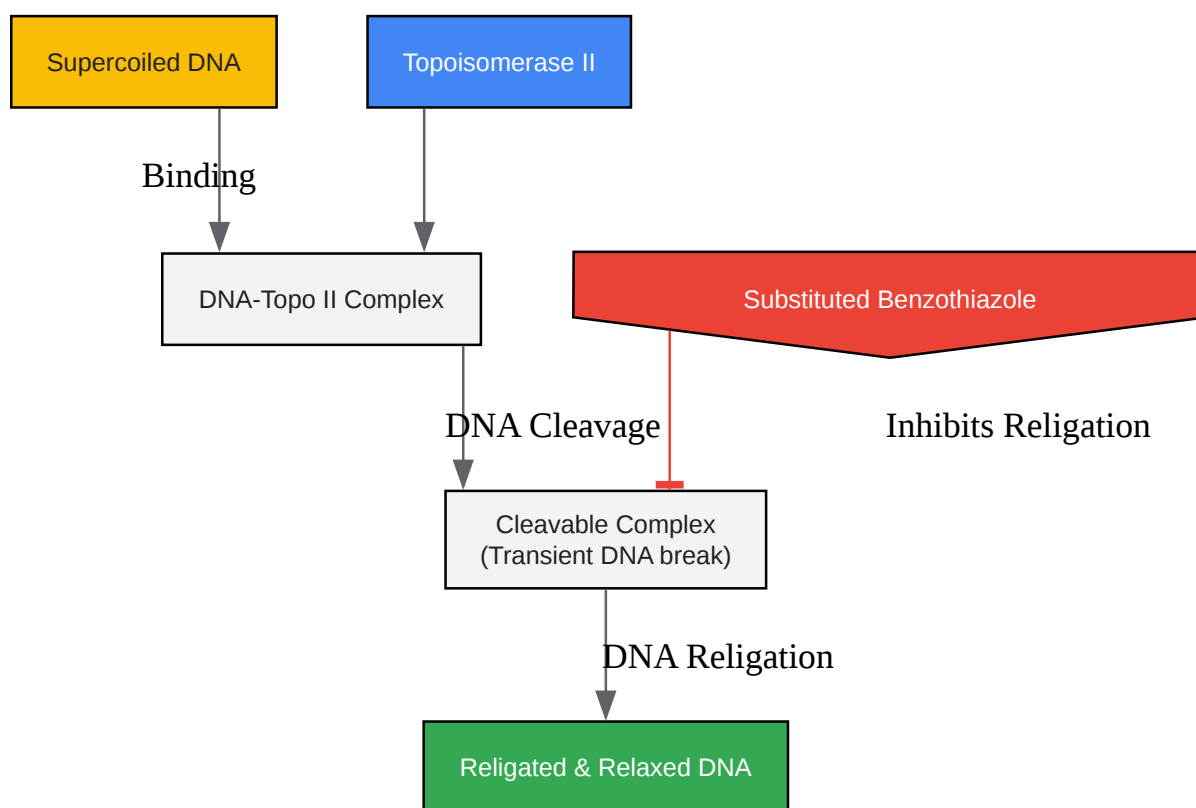 Supercoiled DNA
Topoisomerase II
Binding
DNA-Topo II Complex
Substituted Benzothiazole
DNA Cleavage
Inhibits Religation
Cleavable Complex
(Transient DNA break)
DNA Religation
Religated & Relaxed DNA